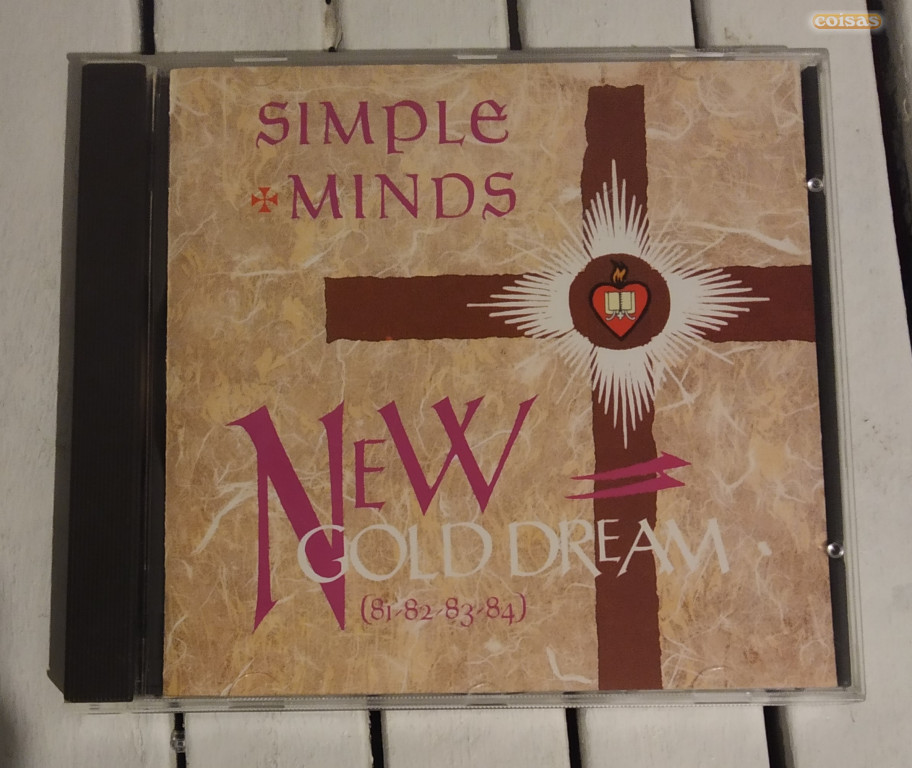 coisas
SIMPLE
MINDS
NEW
GOLD DREAM
(81-82-83-84)